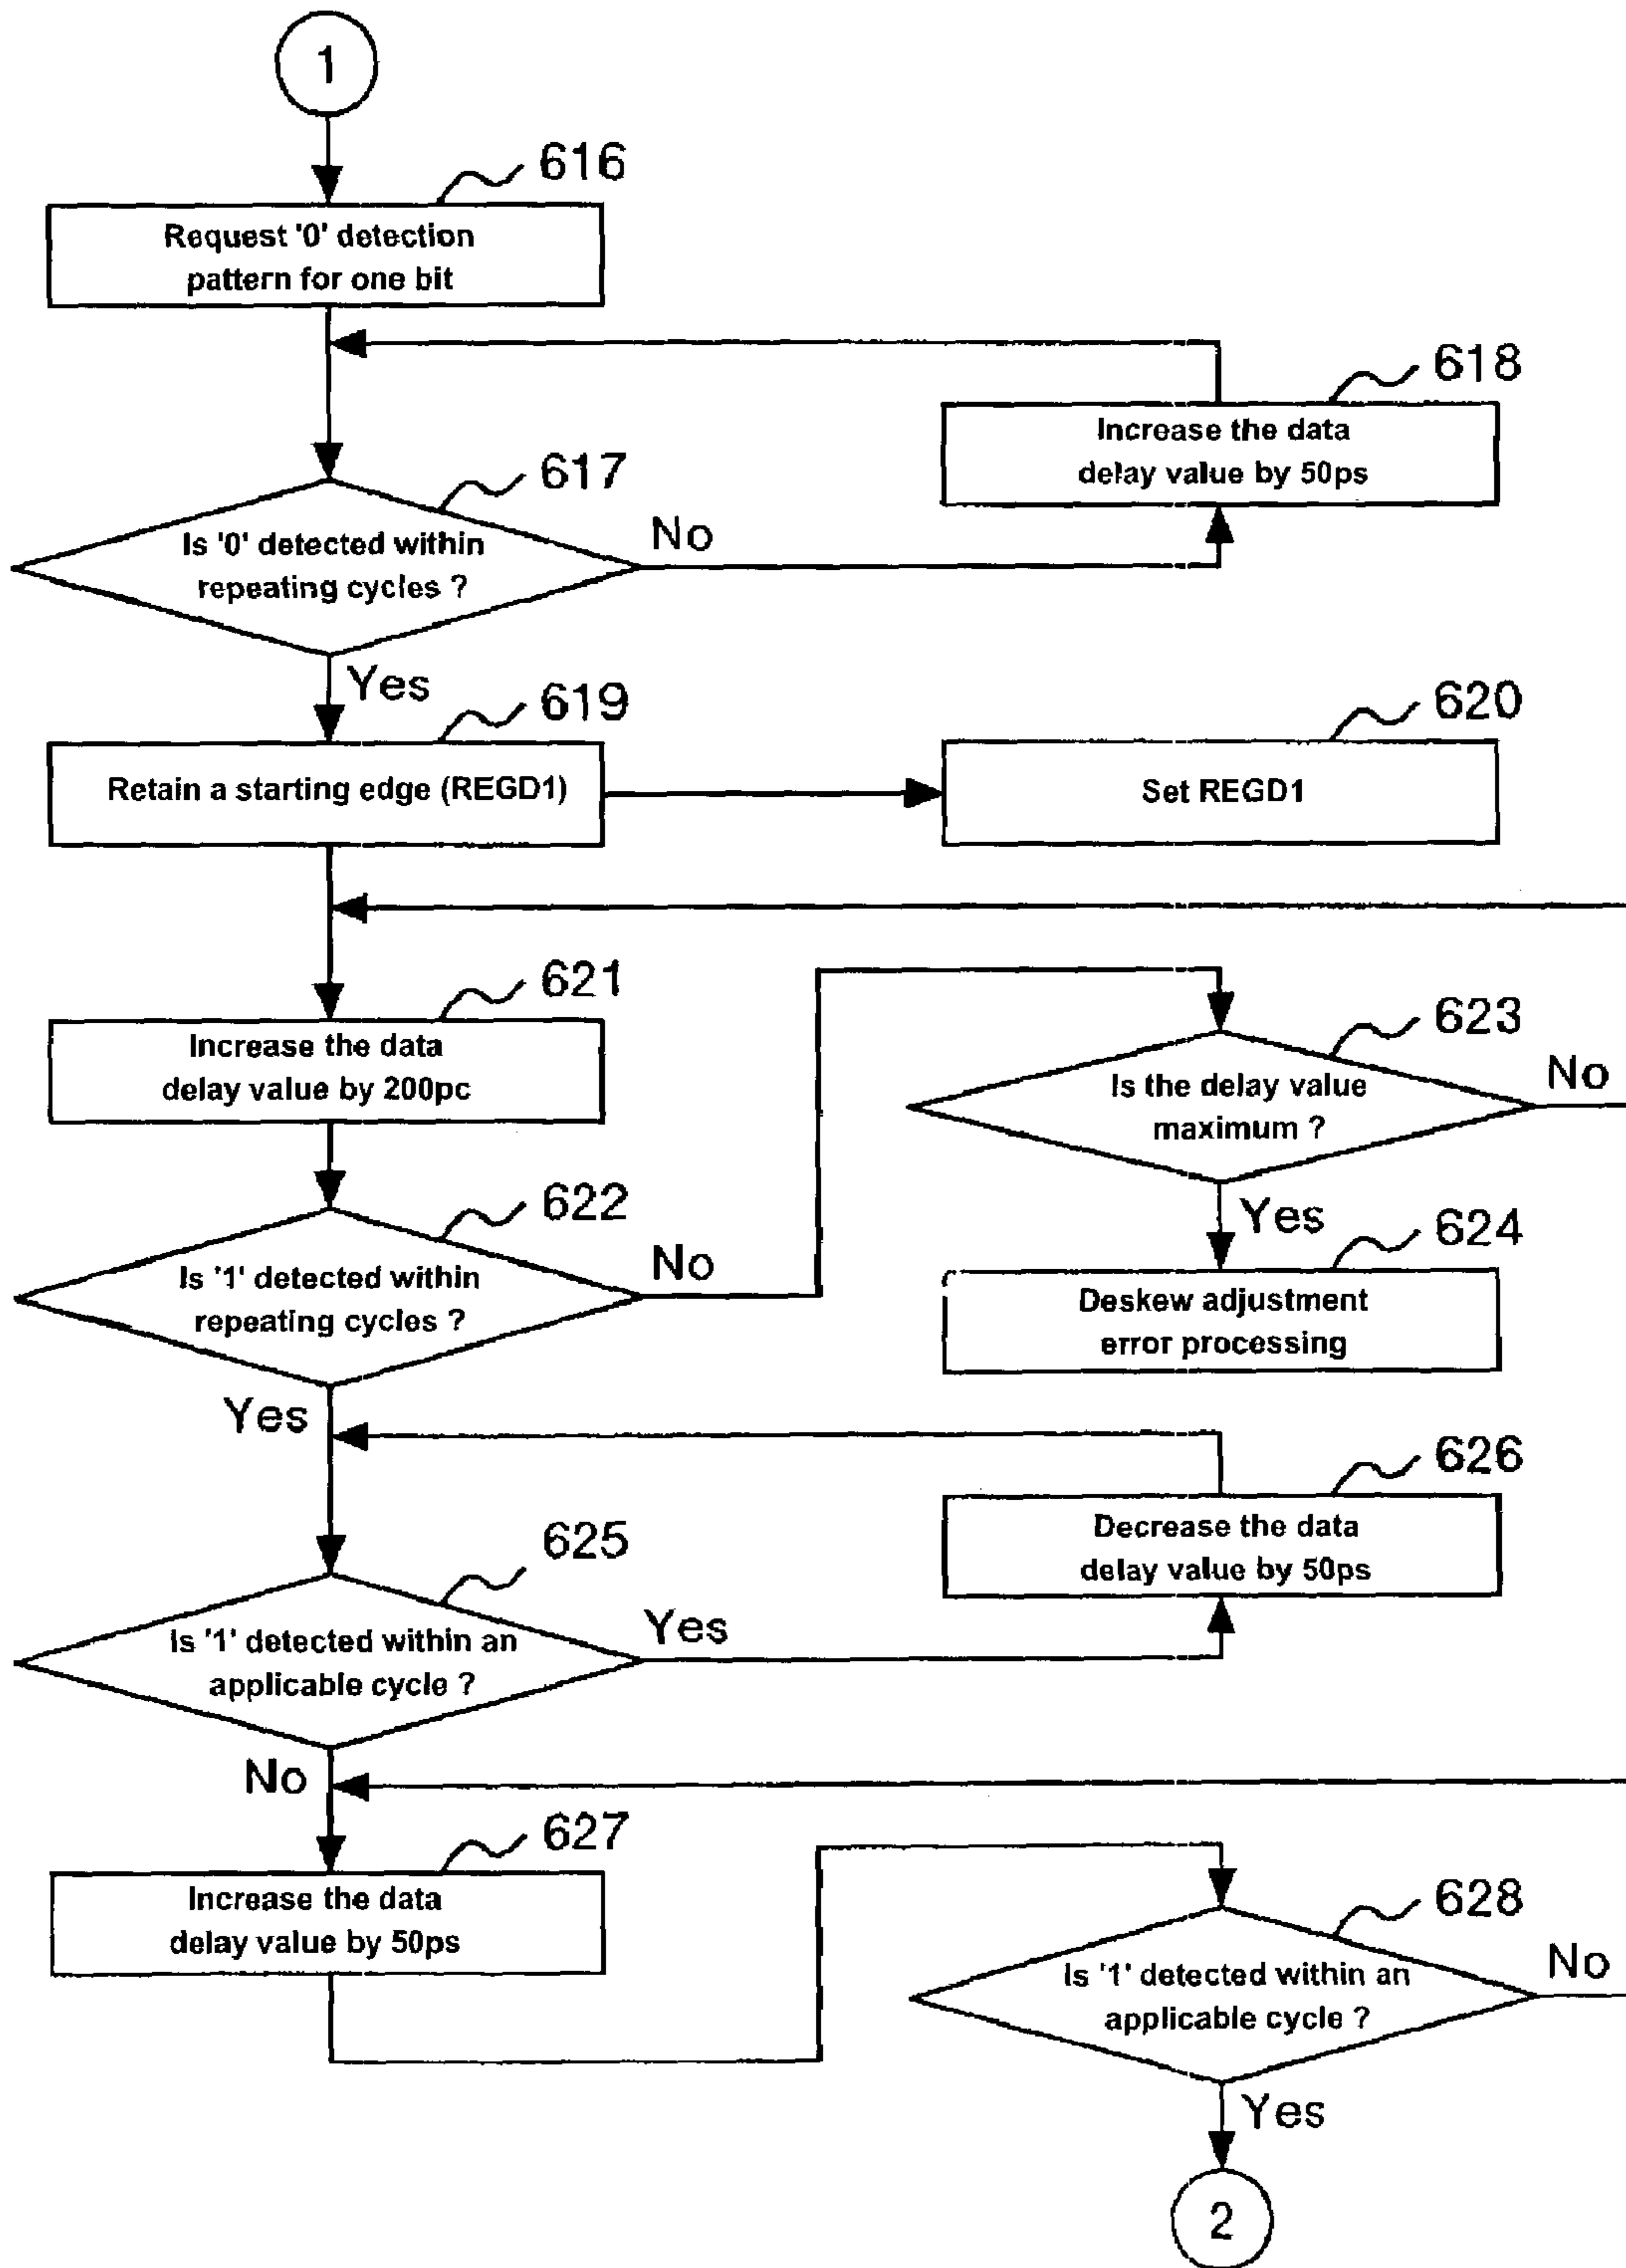 1
616
Request '0' detection
pattern for one bit
618
Increase the data
delay value by 50ps
617
Is '0' detected within
repeating cycles ?
No
Yes
619
Retain a starting edge (REGD1)
620
Set REGD1
621
Increase the data
delay value by 200pc
623
Is the delay value
maximum ?
No
622
Is '1' detected within
repeating cycles ?
No
Yes
624
Deskew adjustment
error processing
Yes
626
Decrease the data
delay value by 50ps
625
Is '1' detected within an
applicable cycle ?
Yes
No
627
Increase the data
delay value by 50ps
628
Is '1' detected within an
applicable cycle ?
No
Yes
2